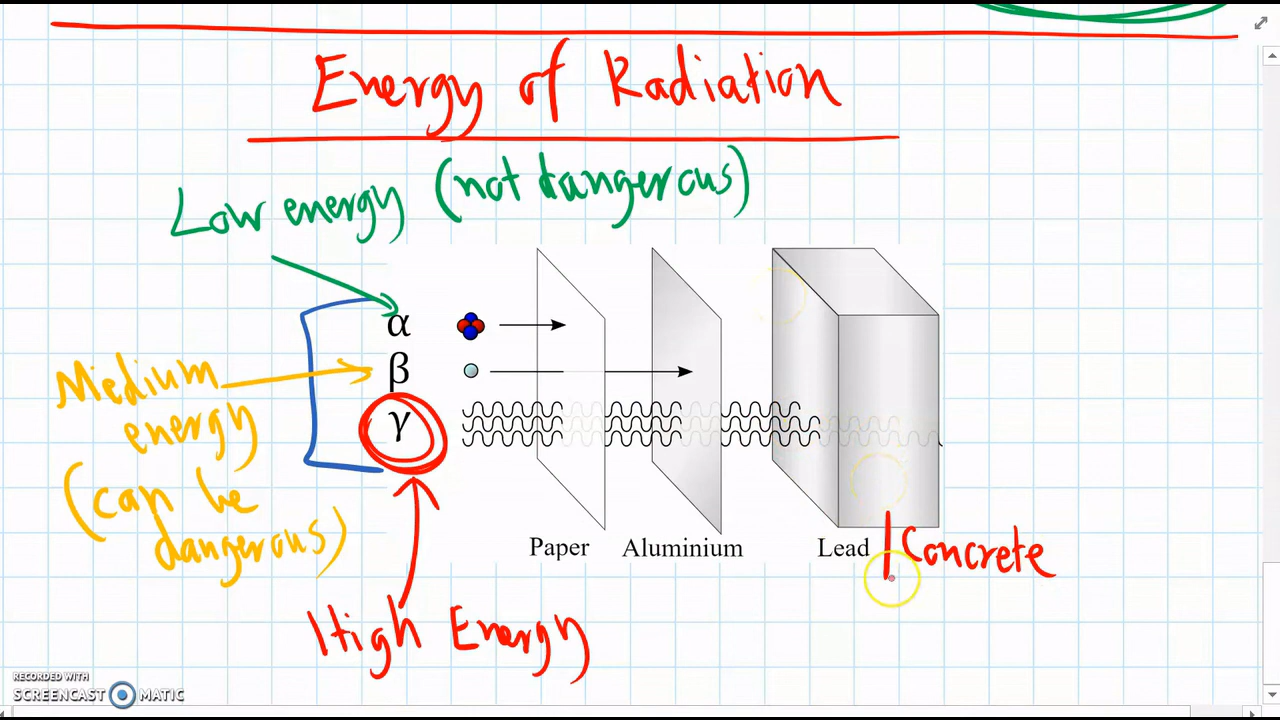 Energy of Radiation
Low energy (not dangerous)
α
β
γ
Medium
energy
(can be
dangerous)
Paper
Aluminium
Lead
Concrete
High Energy
RECORDED WITH
SCREENCAST MATIC